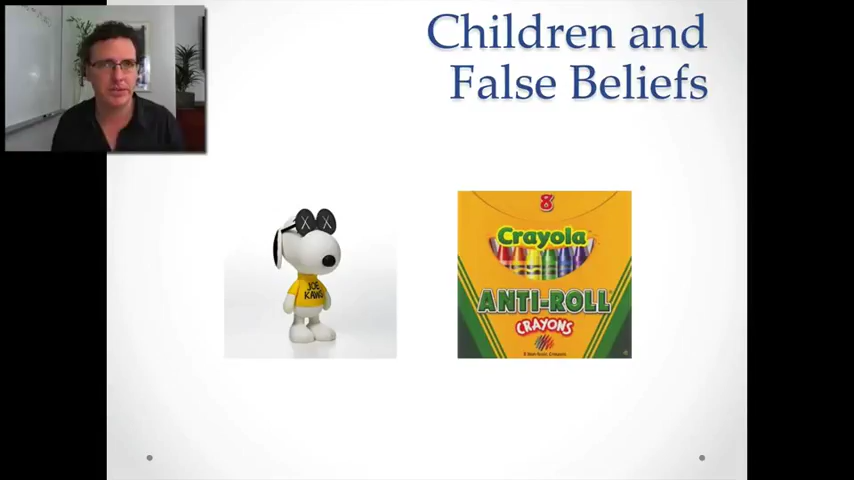 Children and
False Beliefs
JOE
KAWS
8
Crayola
ANTI-ROLL
CRAYONS